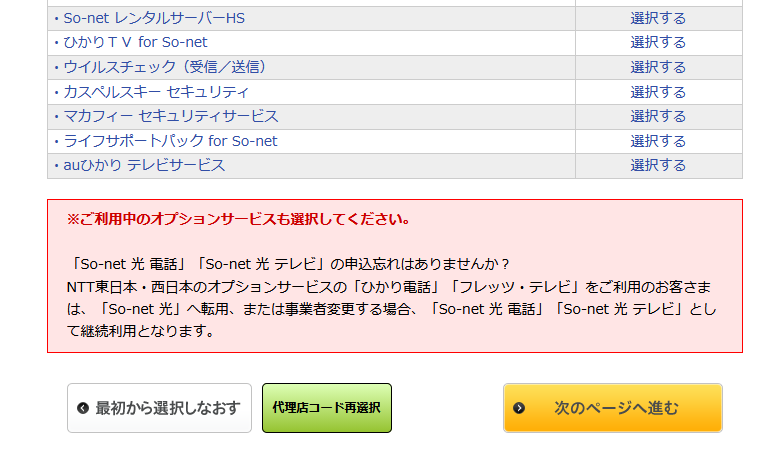 ・So-net レンタルサーバーHS 選択する
・ひかりＴＶ for So-net 選択する
・ウイルスチェック（受信／送信） 選択する
・カスペルスキー セキュリティ 選択する
・マカフィー セキュリティサービス 選択する
・ライフサポートパック for So-net 選択する
・auひかり テレビサービス 選択する
※ご利用中のオプションサービスも選択してください。
「So-net 光 電話」「So-net 光 テレビ」の申込忘れはありませんか？
NTT東日本・西日本のオプションサービスの「ひかり電話」「フレッツ・テレビ」をご利用のお客さま
は、「So-net 光」へ転用、または事業者変更する場合、「So-net 光 電話」「So-net 光 テレビ」とし
て継続利用となります。
最初から選択しなおす 代理店コード再選択 次のページへ進む